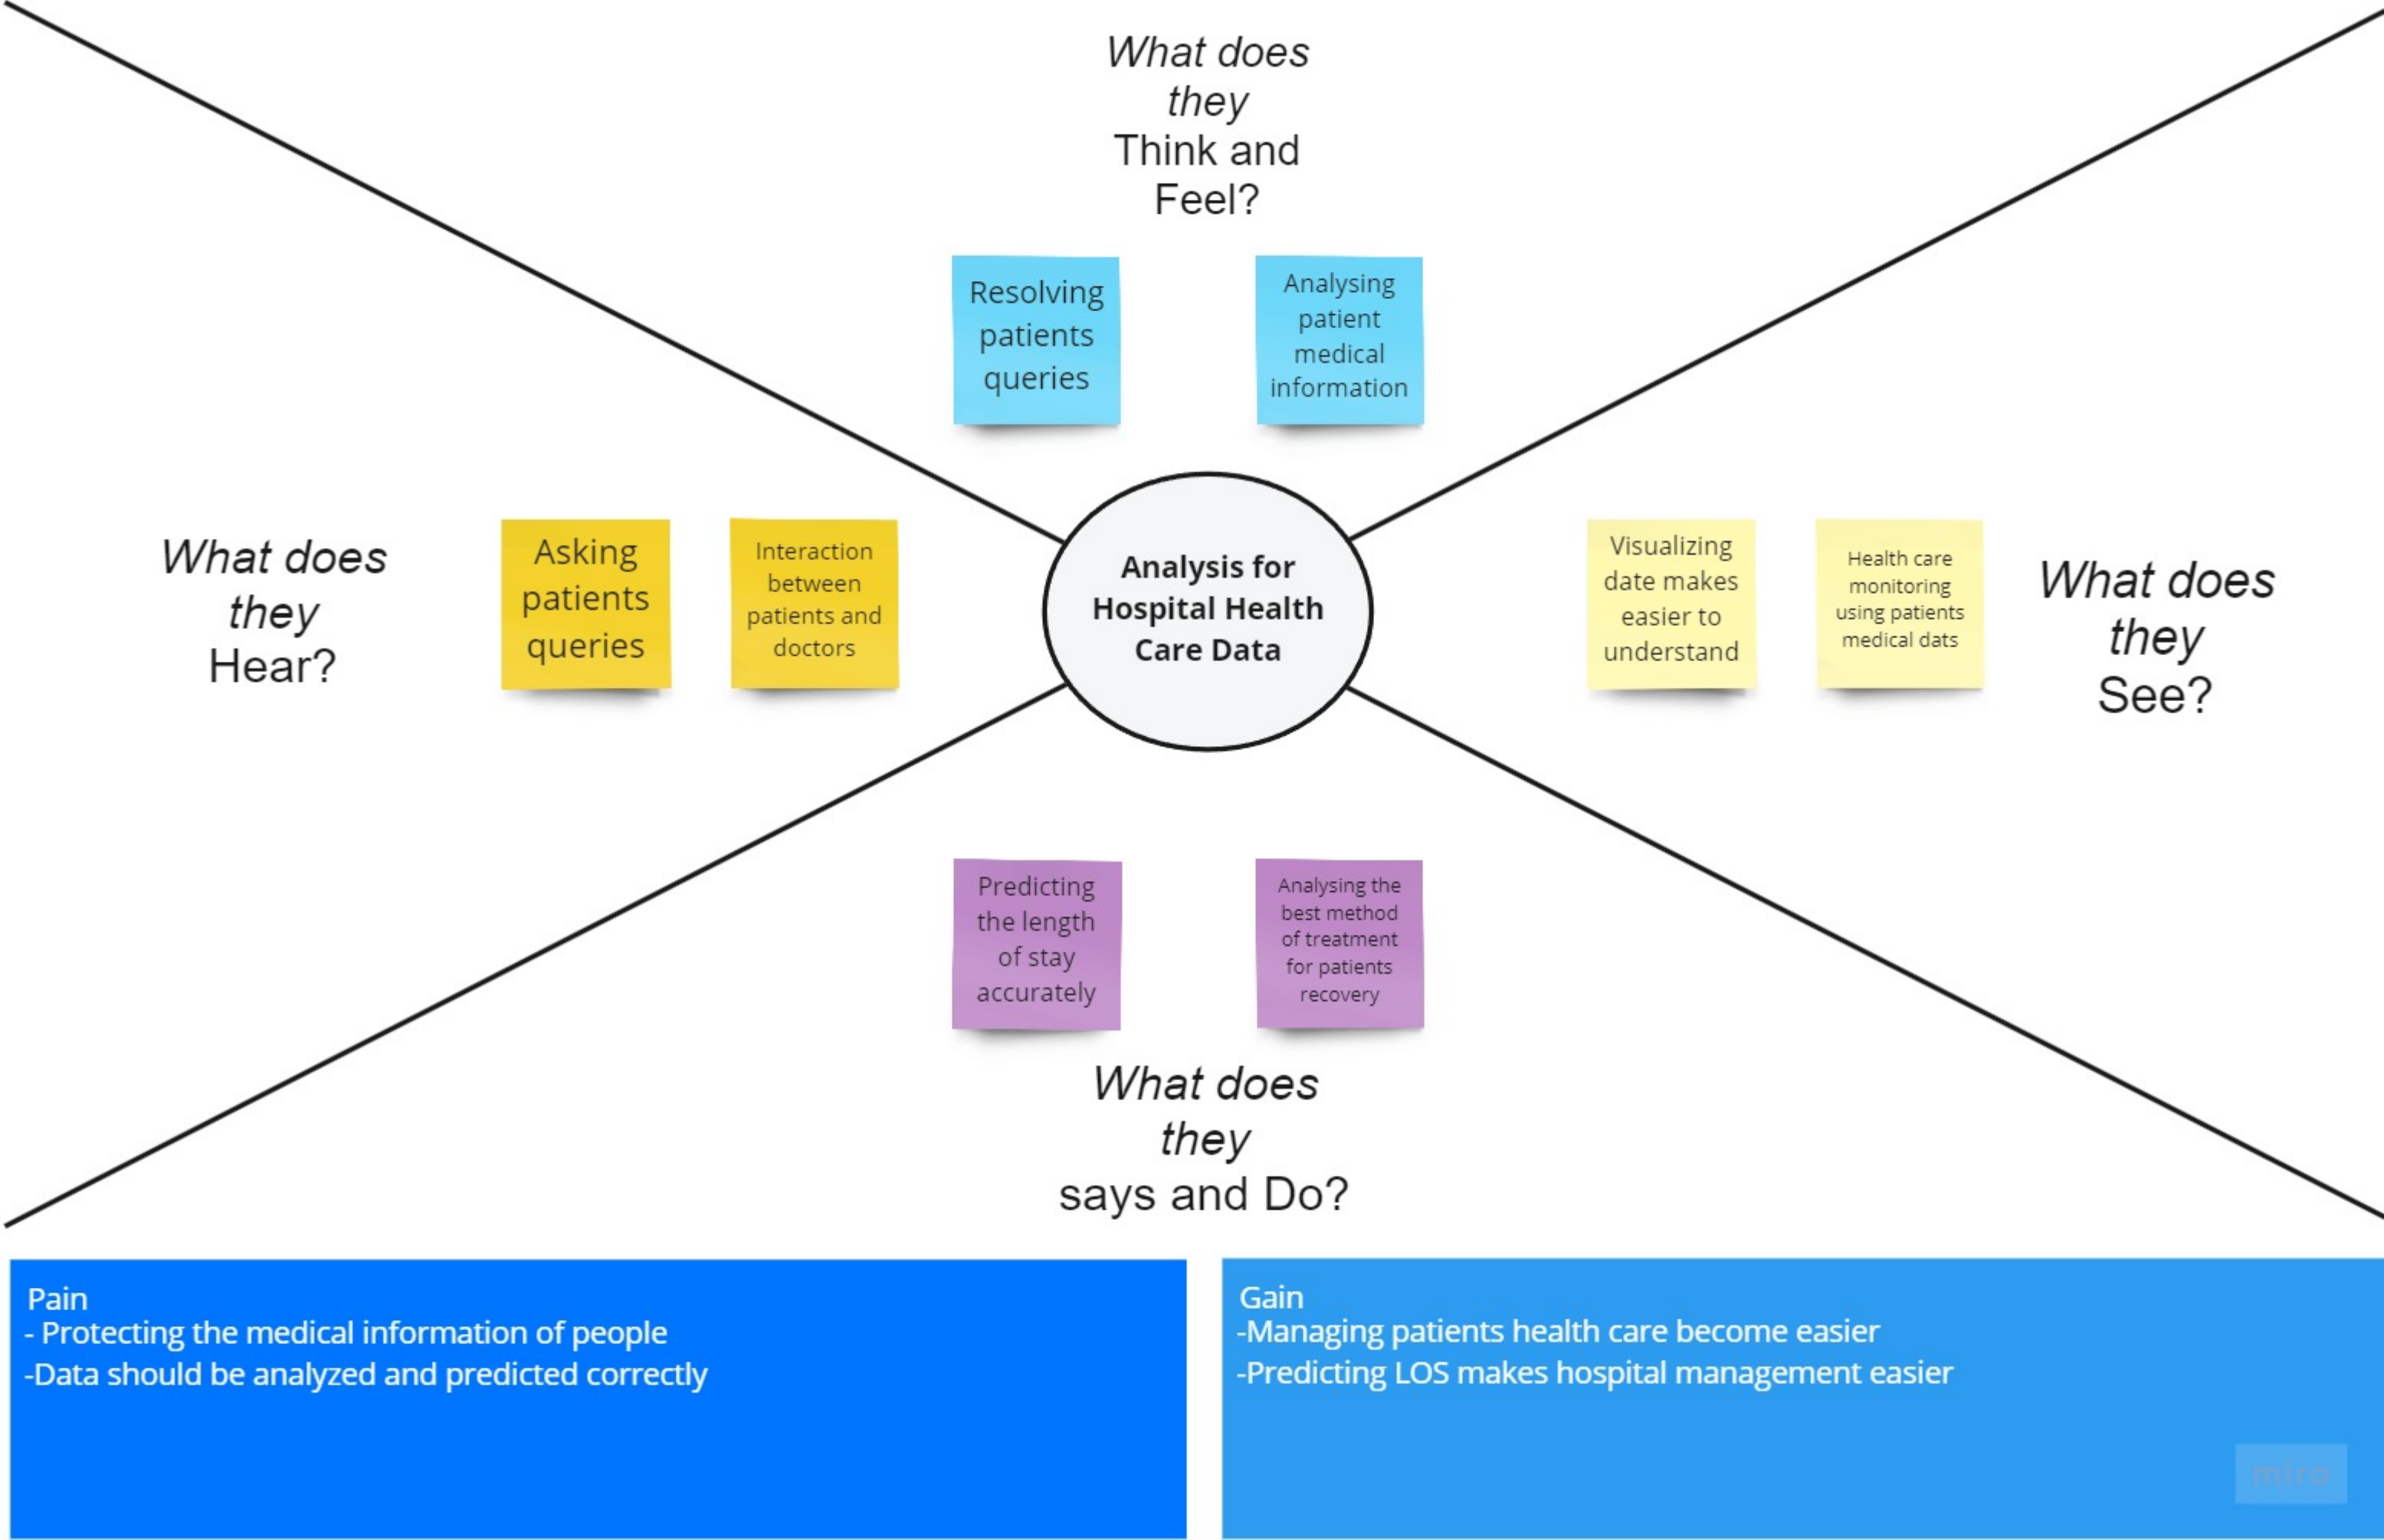 What does
they
Think and
Feel?
Resolving
patients
queries
Analysing
patient
medical
information
What does
they
Hear?
Asking
patients
queries
Interaction
between
patients and
doctors
Analysis for
Hospital Health
Care Data
Visualizing
date makes
easier to
understand
Health care
monitoring
using patients
medical dats
What does
they
See?
Predicting
the length
of stay
accurately
Analysing the
best method
of treatment
for patients
recovery
What does
they
says and Do?
Pain
- Protecting the medical information of people
-Data should be analyzed and predicted correctly
Gain
-Managing patients health care become easier
-Predicting LOS makes hospital management easier
miro